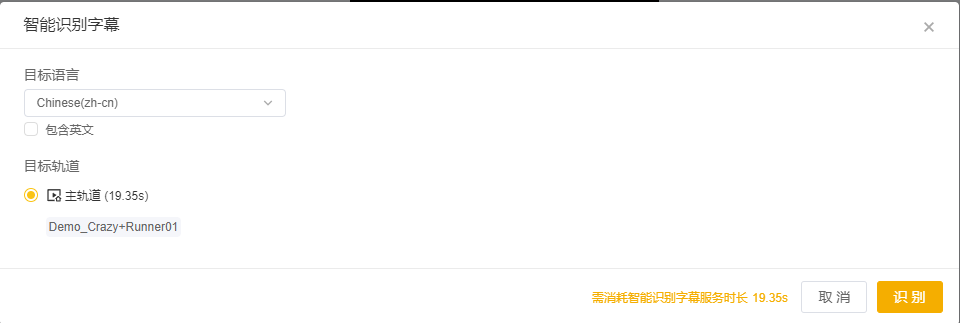 智能识别字幕
目标语言
Chinese(zh-cn)
包含英文
目标轨道
主轨道 (19.35s)
Demo_Crazy+Runner01
需消耗智能识别字幕服务时长 19.35s
取 消
识 别